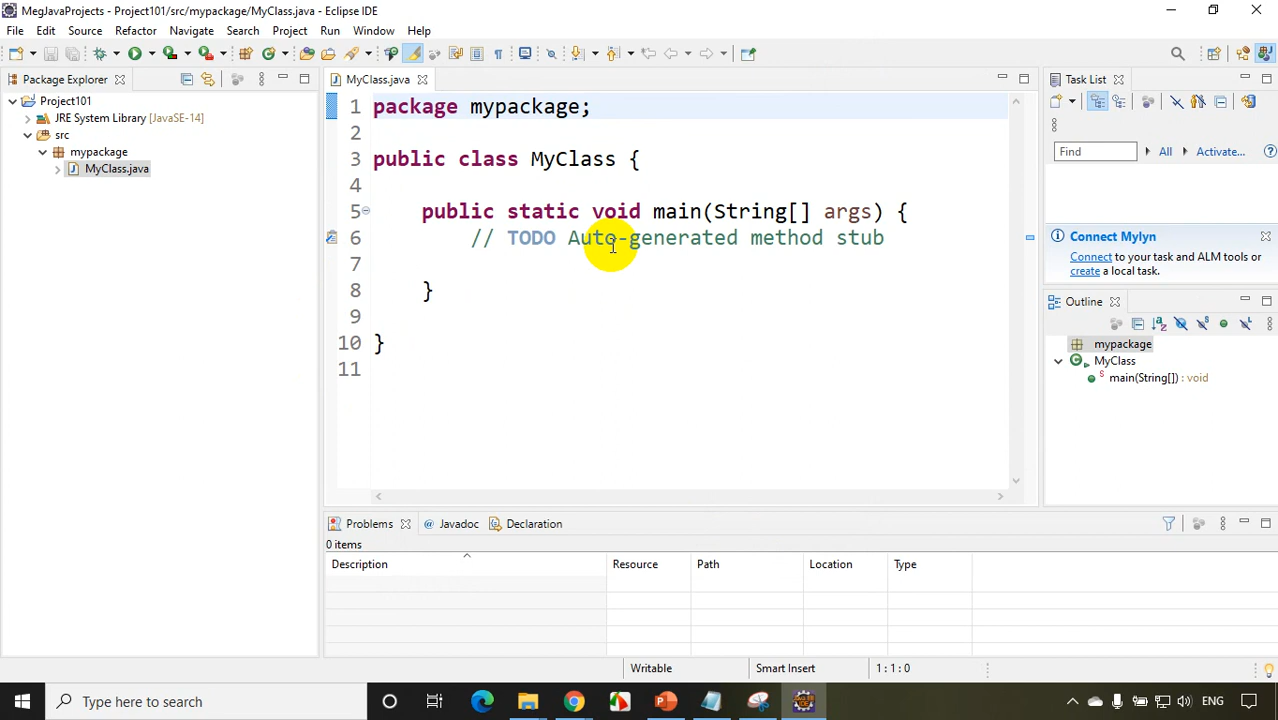 MegJavaProjects - Project101/src/mypackage/MyClass.java - Eclipse IDE
File Edit Source Refactor Navigate Search Project Run Window Help
Package Explorer
Project101
JRE System Library [JavaSE-14]
src
mypackage
MyClass.java
MyClass.java
1 package mypackage;
2
3 public class MyClass {
4
5 public static void main(String[] args) {
6 // TODO Auto-generated method stub
7
8 }
9
10 }
11
Task List
Find All Activate...
Connect Mylyn
Connect to your task and ALM tools or
create a local task.
Outline
mypackage
MyClass
main(String[]) : void
Problems @ Javadoc Declaration
0 items
Description Resource Path Location Type
Writable Smart Insert 1 : 1 : 0
Type here to search
ENG